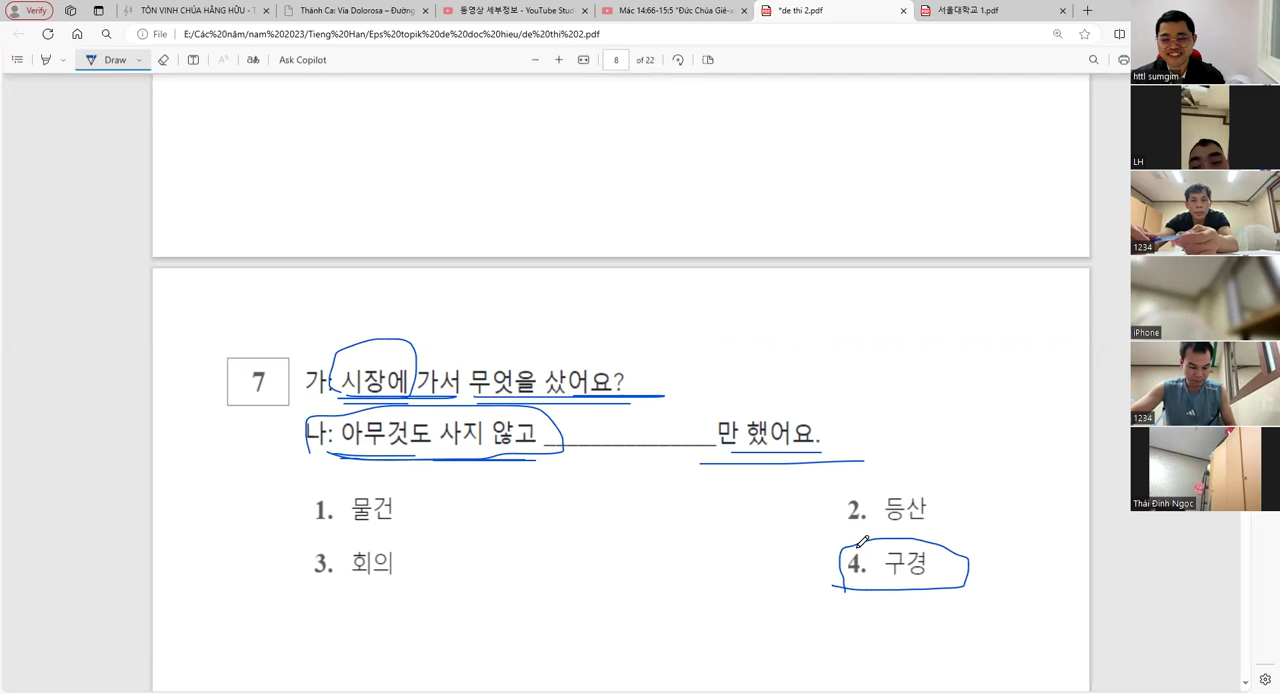 Verify
TÔN VINH CHÚA HẰNG HỮU - T
Thánh Ca: Via Dolorosa – Đường
동영상 세부정보 - YouTube Stud
Mác 14:66-15:5 "Đức Chúa Giê-x
*de thi 2.pdf
서울대학교 1.pdf
File
E:/Các%20năm/nam%202023/Tieng%20Han/Eps%20topik%20de%20doc%20hieu/de%20thi%202.pdf
Draw
Ask Copilot
8
of 22
httl sumgim
LH
1234
iPhone
1234
Thái Đình Ngọc
7
가: 시장에 가서 무엇을 샀어요?
나: 아무것도 사지 않고 ________________만 했어요.
1. 물건
2. 등산
3. 회의
4. 구경